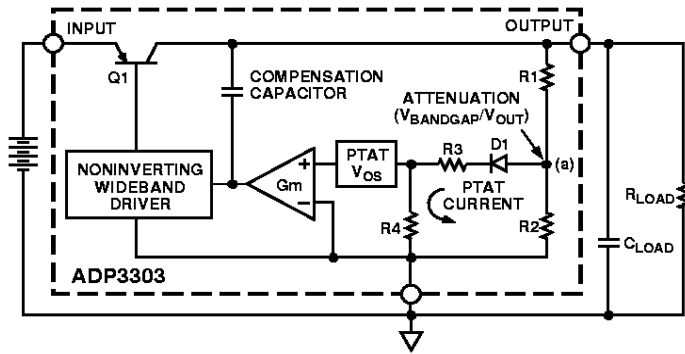 INPUT
OUTPUT
Q1
COMPENSATION
CAPACITOR
R1
ATTENUATION
(VBANDGAP/VOUT)
NONINVERTING
WIDEBAND
DRIVER
+
Gm
−
PTAT
VOS
R3
D1
(a)
PTAT
CURRENT
R4
R2
RLOAD
CLOAD
ADP3303